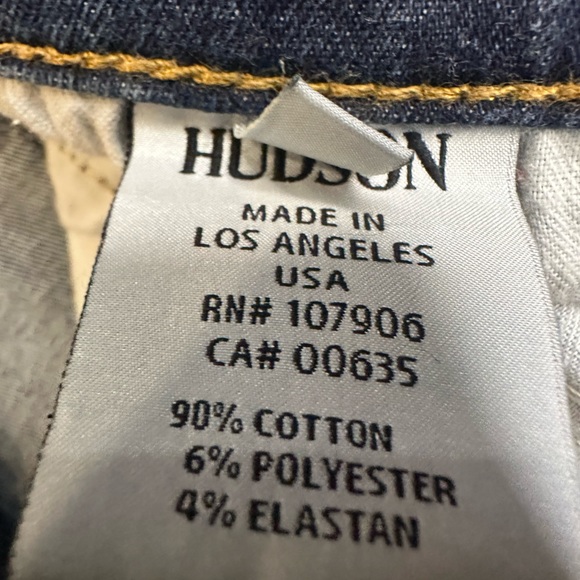 HUDSON
MADE IN
LOS ANGELES
USA
RN# 107906
CA# 00635
90% COTTON
6% POLYESTER
4% ELASTAN